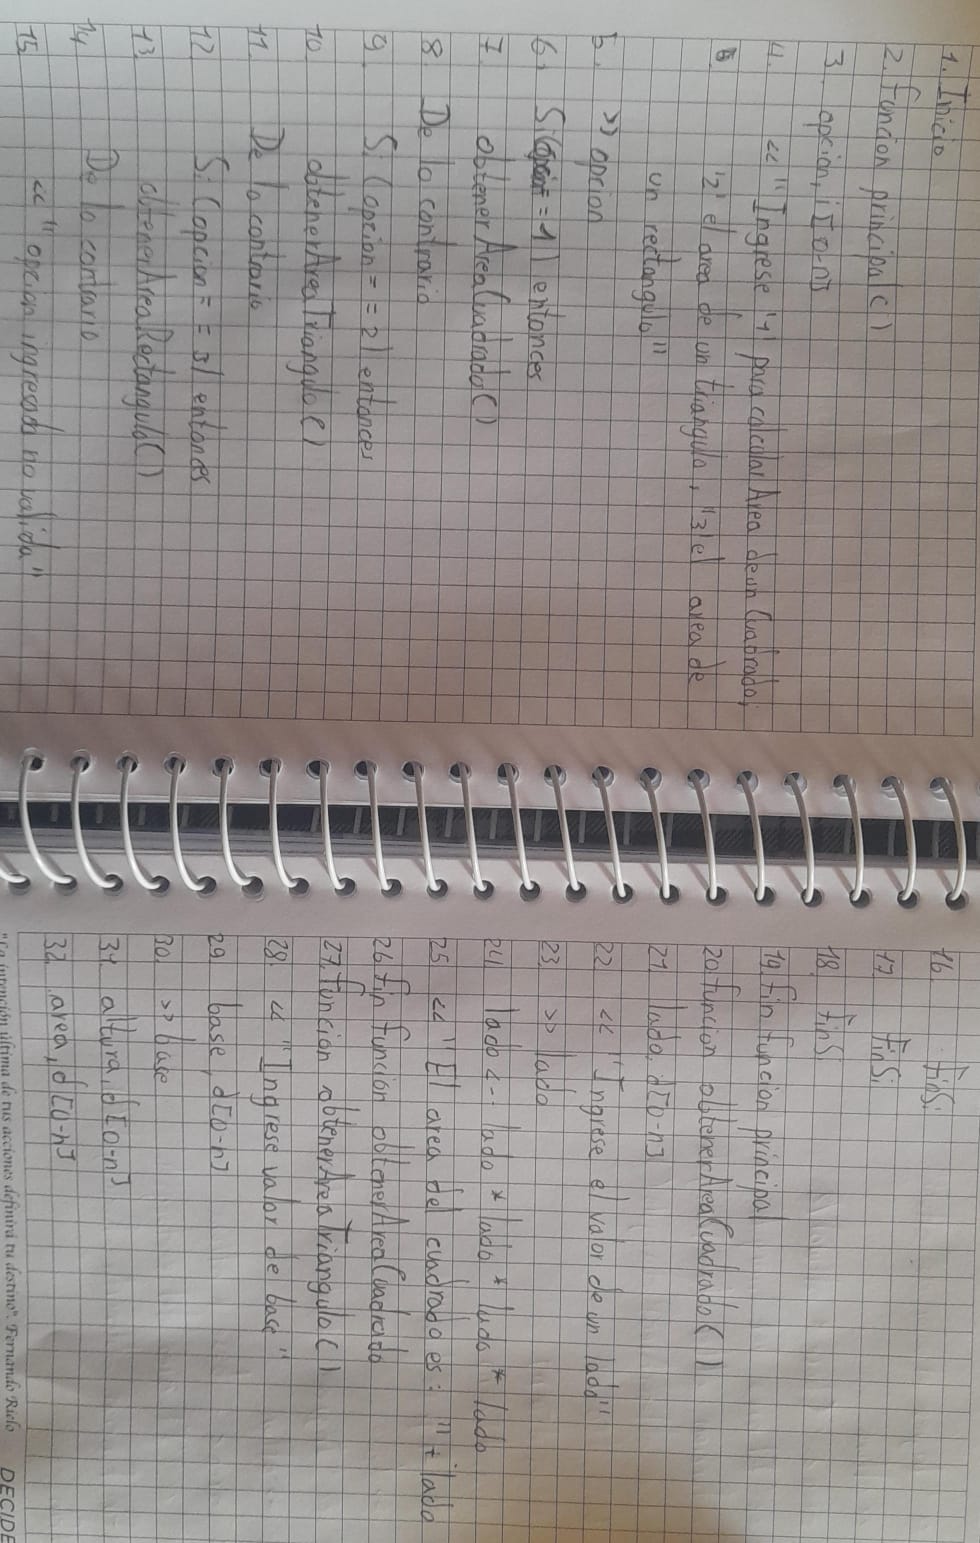 1. Inicio
2. funcion principal()
3. opcion, i [0-n]
4. << "Ingrese '1' para calcular Area de un Cuadrado,
'2' el area de un triangulo, "3' el area de
un rectangulo"
5. >> opcion
6. Si(opcion==1) entonces
7. obtenerAreaCuadrado()
8. De lo contrario
9. Si (opcion == 2) entonces
10. obtenerAreaTriangulo()
11. De lo contrario
12. Si (opcion == 3) entonces
13. obtenerAreaRectangulo()
14. De lo contario
15. << "opcion ingresada no valida"
16. finSi
17. finSi
18. finSi
19. fin funcion principal
20 funcion obtenerAreaCuadrado()
21 lado, d[0-n]
22 << "Ingrese el valor de un lado"
23. >> lado
24. lado <-- lado * lado * lado * lado
25 << "El area del cuadrado es: " + lado
26 fin funcion obtenerAreaCuadrado
27. funcion obtenerAreaTriangulo()
28. << "Ingrese valor de base"
29 base, d[0-n]
30. >> base
31. altura, d[0-n]
32. area, d[0-n]
"La intención última de tus acciones definirá tu destino". Fernando Rielo DECIDE